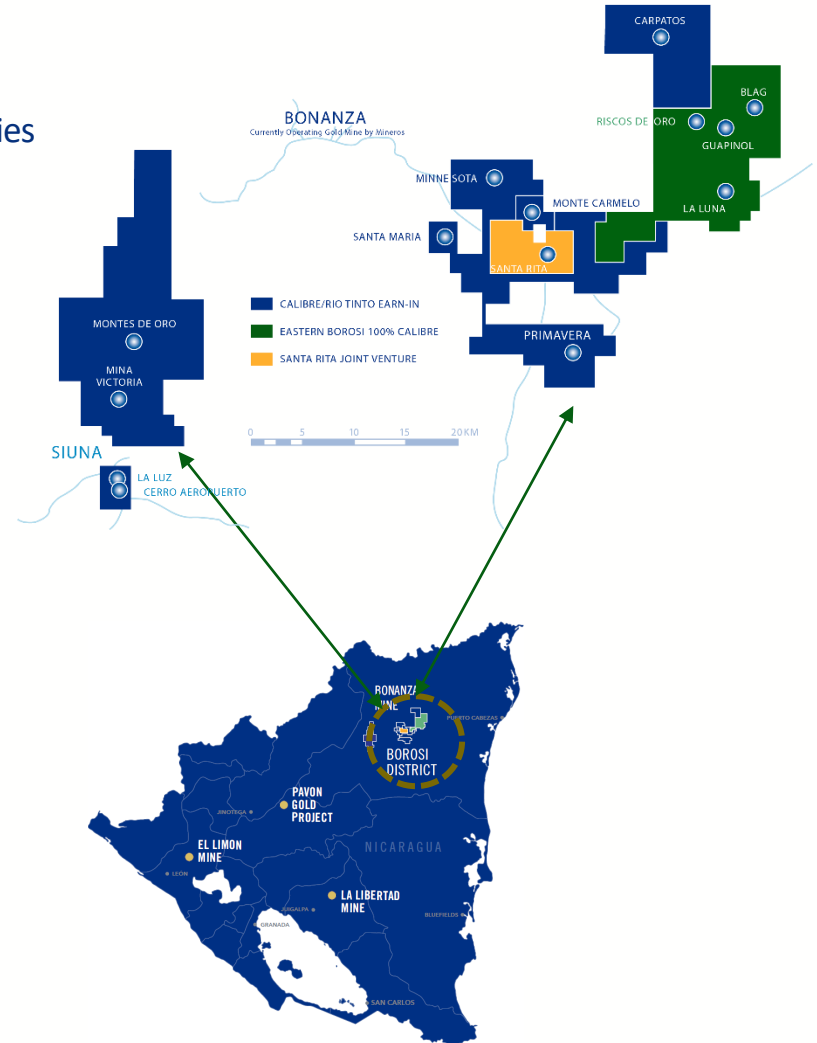 CARPATOS
ies
BLAG
BONANZA
Currently Operating Gold Mine by Mineros
RISCOS DE ORO
GUAPINOL
MINNESOTA
MONTE CARMELO
LA LUNA
SANTA MARIA
SANTA RITA
CALIBRE/RIO TINTO EARN-IN
EASTERN BOROSI 100% CALIBRE
SANTA RITA JOINT VENTURE
MONTES DE ORO
PRIMAVERA
MINA
VICTORIA
0 5 10 15 20 KM
SIUNA
LA LUZ
CERRO AEROPUERTO
BONANZA
MINE
PUERTO CABEZAS
BOROSI
DISTRICT
PAVON
GOLD
PROJECT
JINOTEGA
EL LIMON
MINE
NICARAGUA
LEÓN
LA LIBERTAD
MINE
JUIGALPA
BLUEFIELDS
GRANADA
SAN CARLOS